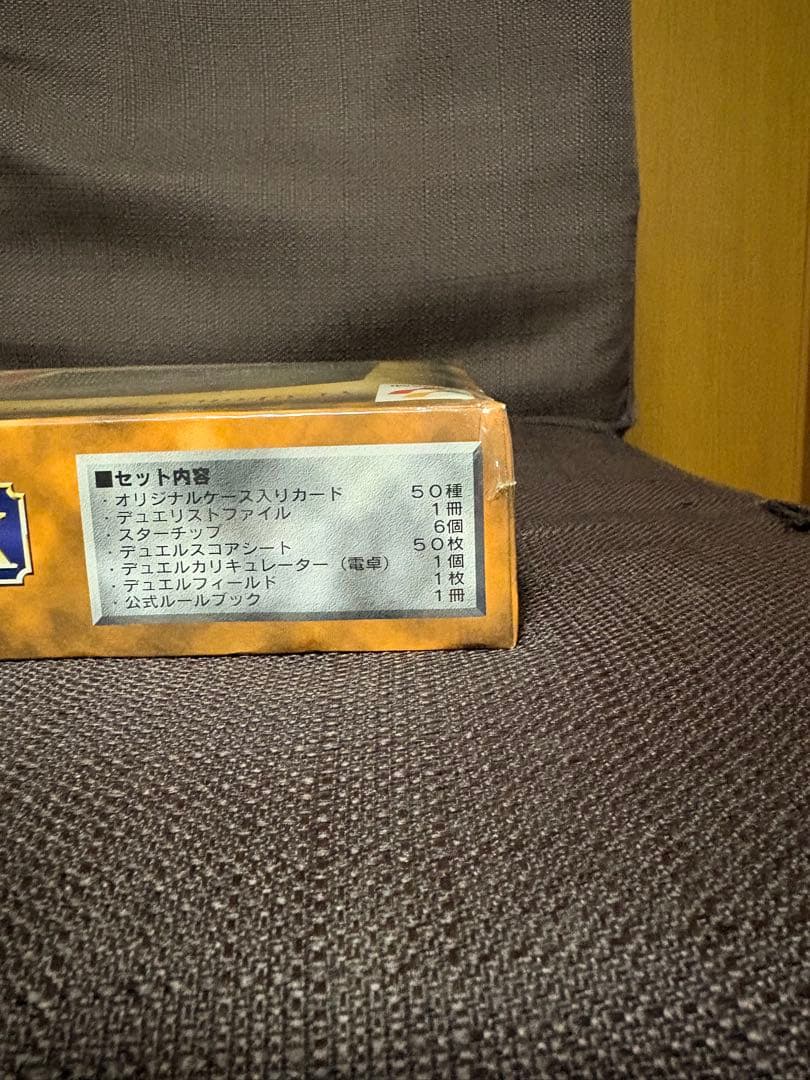 ■セット内容
・オリジナルケース入りカード 50種
・デュエリストファイル 1冊
・スターチップ 6個
・デュエルスコアシート 50枚
・デュエルカリキュレーター（電卓） 1個
・デュエルフィールド 1枚
・公式ルールブック 1冊
X